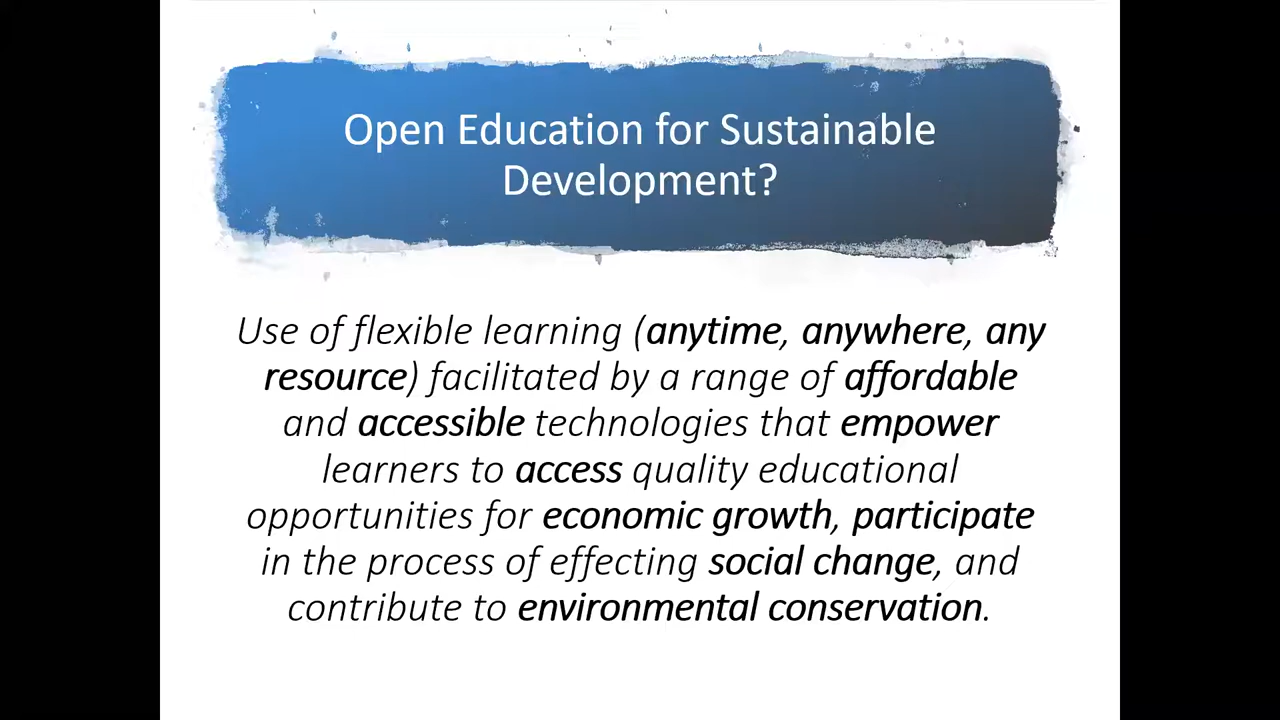 Open Education for Sustainable
Development?
Use of flexible learning (anytime, anywhere, any
resource) facilitated by a range of affordable
and accessible technologies that empower
learners to access quality educational
opportunities for economic growth, participate
in the process of effecting social change, and
contribute to environmental conservation.